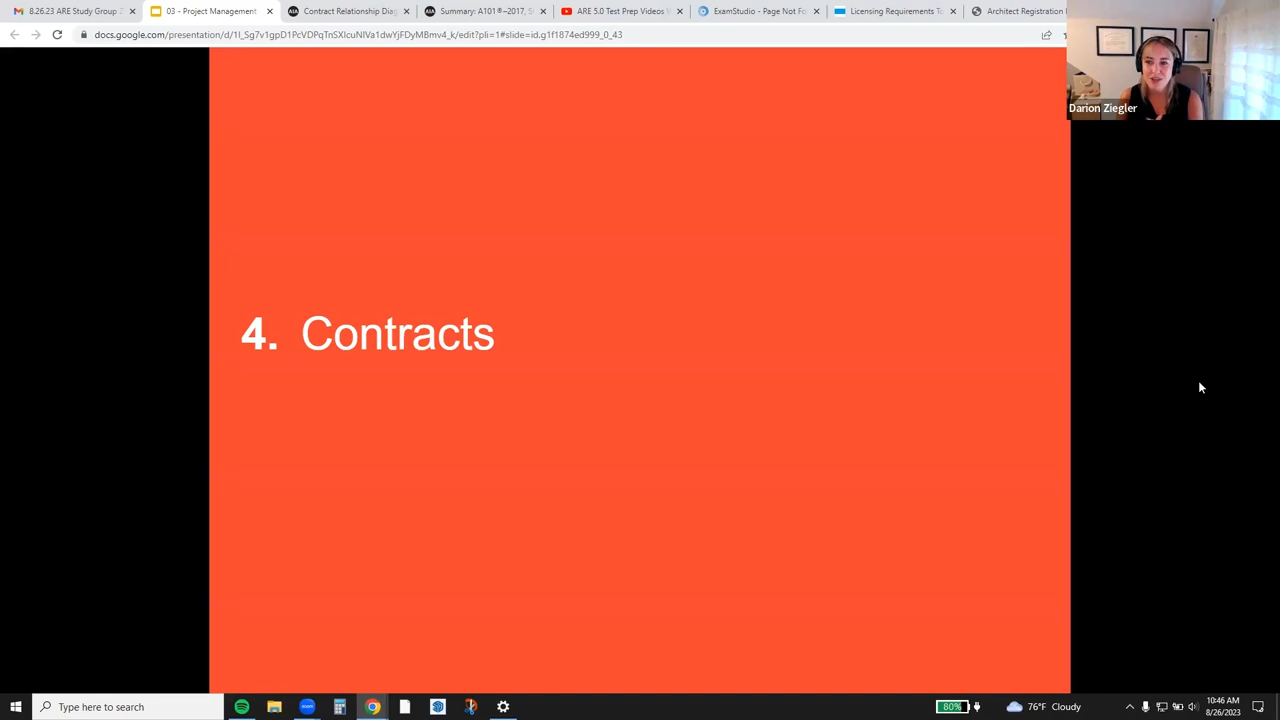 8.26.23 ARE Study Group Z
03 - Project Management
Contract Relationship Diag
Summary: A101®–2017, S
ARE 5.0 Test Prep Videos W
ExamStudio - Page Not Fo
Licensing Requirements To
Architect Registration
docs.google.com/presentation/d/1l_Sg7v1gpD1PcVDPqTnSXlcuNIVa1dwYjFDyMBmv4_k/edit?pli=1#slide=id.g1f1874ed999_0_43
Darion Ziegler
4. Contracts
Type here to search
zoom
80%
76°F Cloudy
10:46 AM
8/26/2023